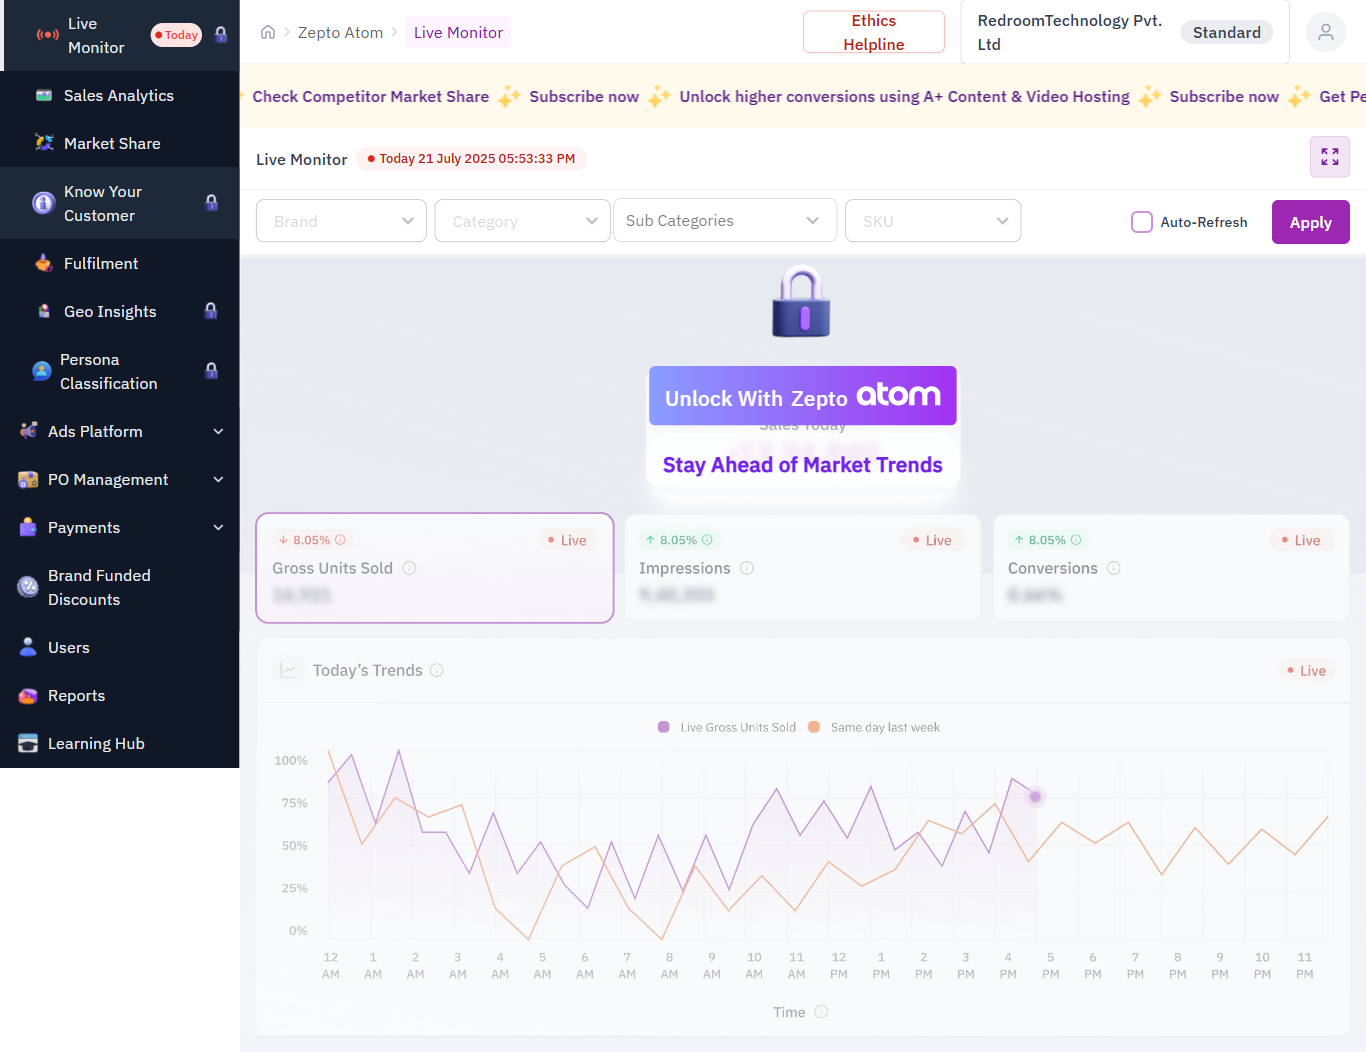 Live
Monitor
Today
Sales Analytics
Market Share
Know Your
Customer
Fulfilment
Geo Insights
Persona
Classification
Ads Platform
PO Management
Payments
Brand Funded
Discounts
Users
Reports
Learning Hub
Zepto Atom
Live Monitor
Ethics
Helpline
RedroomTechnology Pvt.
Ltd
Standard
Check Competitor Market Share ✨ Subscribe now ✨ Unlock higher conversions using A+ Content & Video Hosting ✨ Subscribe now ✨ Get Pe
Live Monitor
Today 21 July 2025 05:53:33 PM
Brand
Category
Sub Categories
SKU
Auto-Refresh
Apply
Unlock With Zepto atom
Sales Today
Stay Ahead of Market Trends
↓ 8.05%
Live
Gross Units Sold
↑ 8.05%
Live
Impressions
↑ 8.05%
Live
Conversions
Today's Trends
Live
Live Gross Units Sold
Same day last week
100%
75%
50%
25%
0%
12 AM
1 AM
2 AM
3 AM
4 AM
5 AM
6 AM
7 AM
8 AM
9 AM
10 AM
11 AM
12 PM
1 PM
2 PM
3 PM
4 PM
5 PM
6 PM
7 PM
8 PM
9 PM
10 PM
11 PM
Time